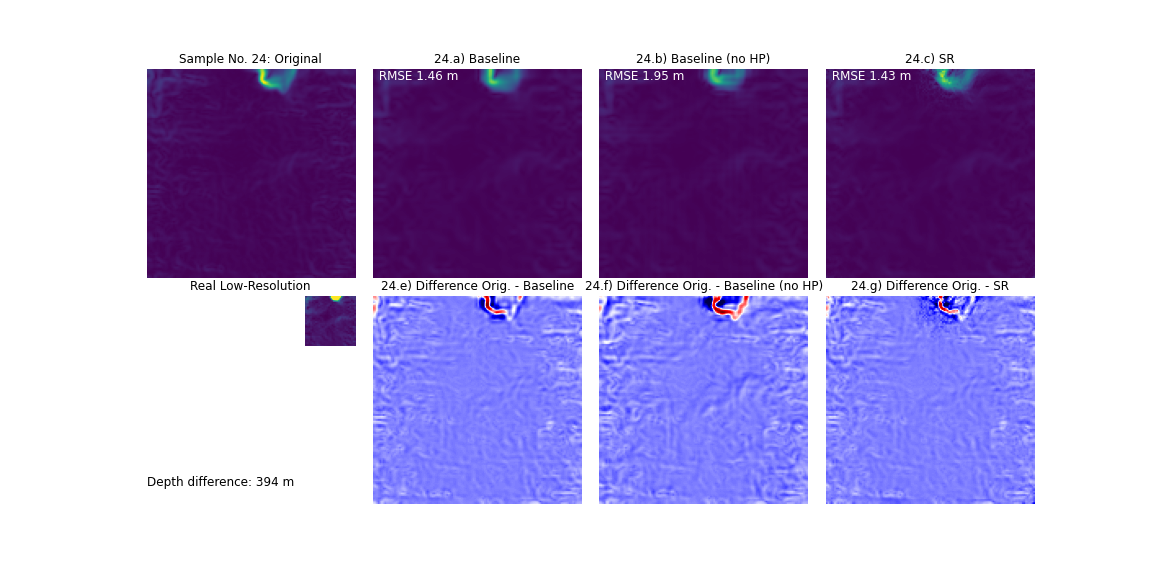 Sample No. 24: Original
24.a) Baseline
24.b) Baseline (no HP)
24.c) SR
RMSE 1.46 m
RMSE 1.95 m
RMSE 1.43 m
Real Low-Resolution
24.e) Difference Orig. - Baseline
24.f) Difference Orig. - Baseline (no HP)
24.g) Difference Orig. - SR
Depth difference: 394 m